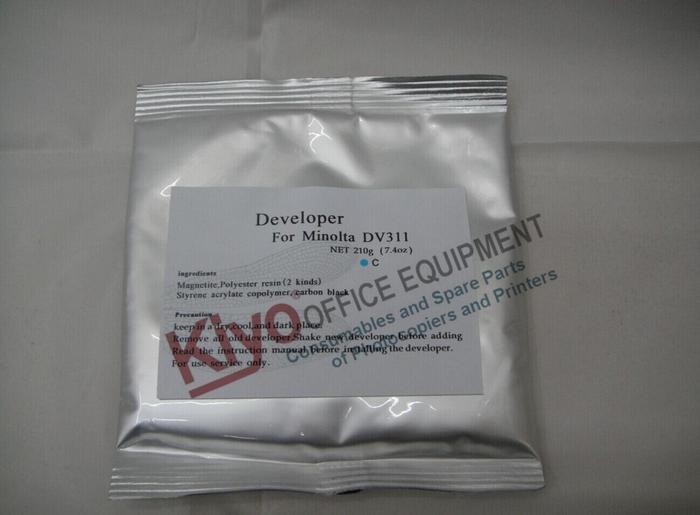 Developer
For Minolta DV311
NET 210g (7.4oz)
C
ingredients
Magnetite,Polyester resin(2 kinds)
Styrene acrylate copolymer, carbon black
Precaution
keep in a dry,cool,and dark place.
Remove all old developer.Shake new developer before adding
Read the instruction manual before installing the developer.
For use service only.
Kiyo OFFICE EQUIPMENT
Consumables and Spare Parts
of Photocopiers and Printers